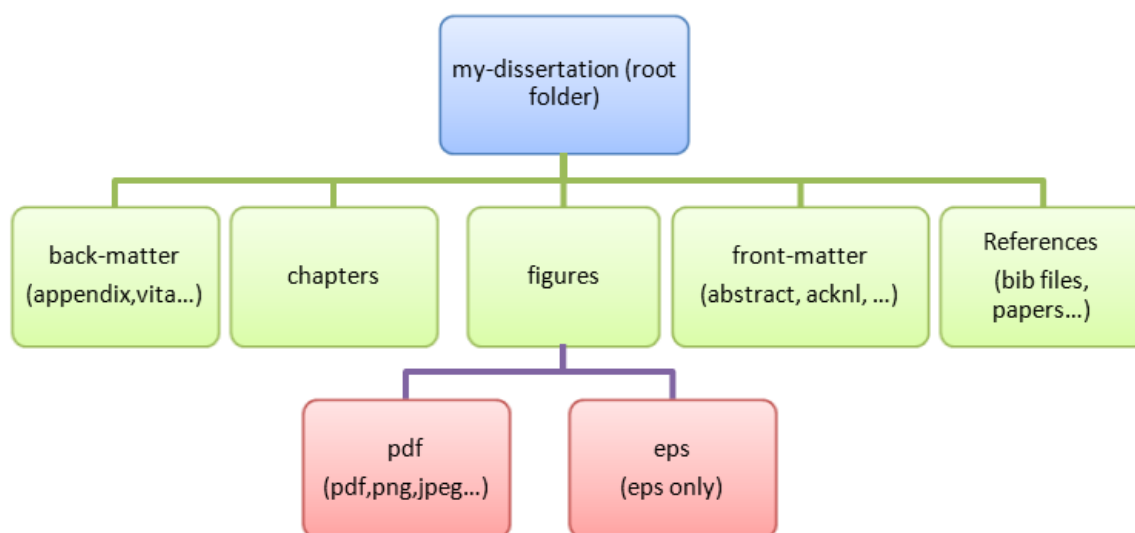 my-dissertation (root
folder)
back-matter
(appendix,vita...)
chapters
figures
front-matter
(abstract, acknl, ...)
References
(bib files,
papers...)
pdf
(pdf,png,jpeg...)
eps
(eps only)